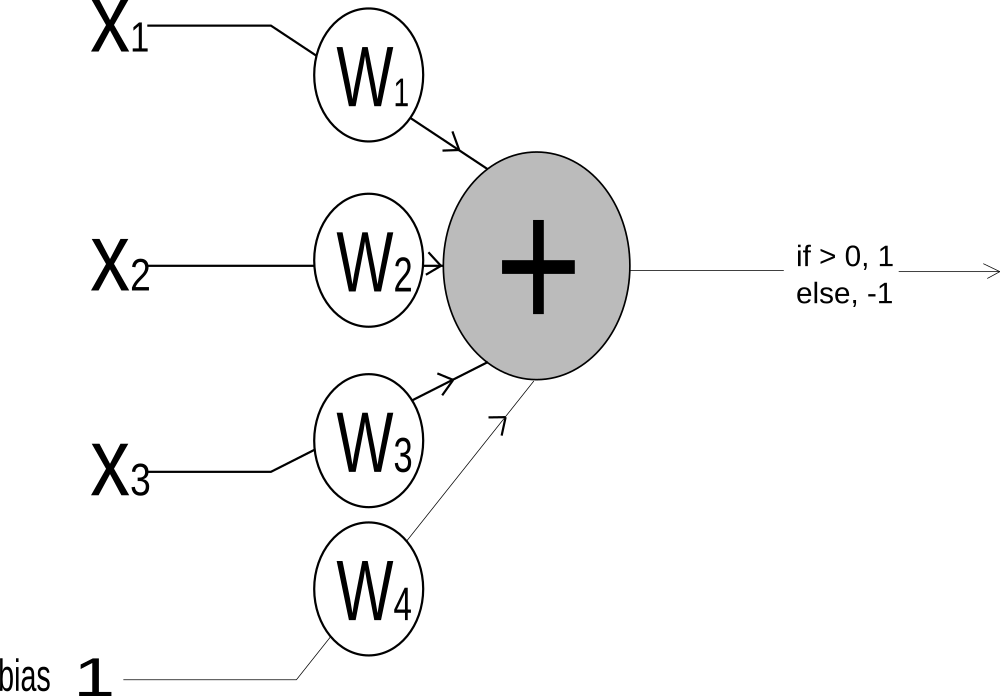 X1
W1
X2
W2
+
if > 0, 1
else, -1
X3
W3
W4
bias 1